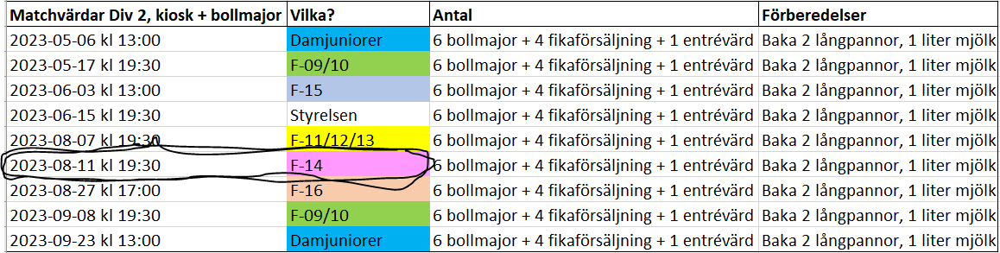 Matchvärdar Div 2, kiosk + bollmajor Vilka? Antal Förberedelser
2023-05-06 kl 13:00 Damjuniorer 6 bollmajor + 4 fikaförsäljning + 1 entrévärd Baka 2 långpannor, 1 liter mjölk
2023-05-17 kl 19:30 F-09/10 6 bollmajor + 4 fikaförsäljning + 1 entrévärd Baka 2 långpannor, 1 liter mjölk
2023-06-03 kl 13:00 F-15 6 bollmajor + 4 fikaförsäljning + 1 entrévärd Baka 2 långpannor, 1 liter mjölk
2023-06-15 kl 19:30 Styrelsen 6 bollmajor + 4 fikaförsäljning + 1 entrévärd Baka 2 långpannor, 1 liter mjölk
2023-08-07 kl 19:30 F-11/12/13 6 bollmajor + 4 fikaförsäljning + 1 entrévärd Baka 2 långpannor, 1 liter mjölk
2023-08-11 kl 19:30 F-14 6 bollmajor + 4 fikaförsäljning + 1 entrévärd Baka 2 långpannor, 1 liter mjölk
2023-08-27 kl 17:00 F-16 6 bollmajor + 4 fikaförsäljning + 1 entrévärd Baka 2 långpannor, 1 liter mjölk
2023-09-08 kl 19:30 F-09/10 6 bollmajor + 4 fikaförsäljning + 1 entrévärd Baka 2 långpannor, 1 liter mjölk
2023-09-23 kl 13:00 Damjuniorer 6 bollmajor + 4 fikaförsäljning + 1 entrévärd Baka 2 långpannor, 1 liter mjölk